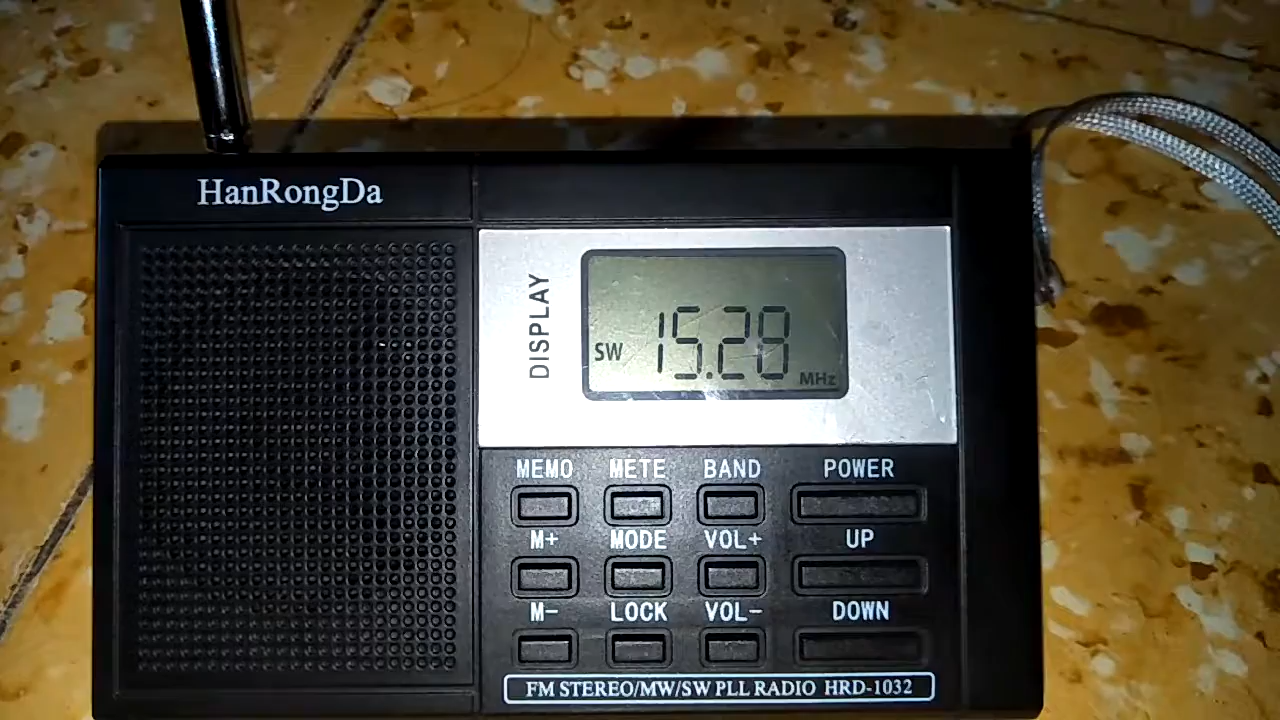 HanRongDa
DISPLAY
SW 15.28 MHz
MEMO METE BAND POWER
M+ MODE VOL+ UP
M- LOCK VOL- DOWN
FM STEREO/MW/SW PLL RADIO HRD-1032